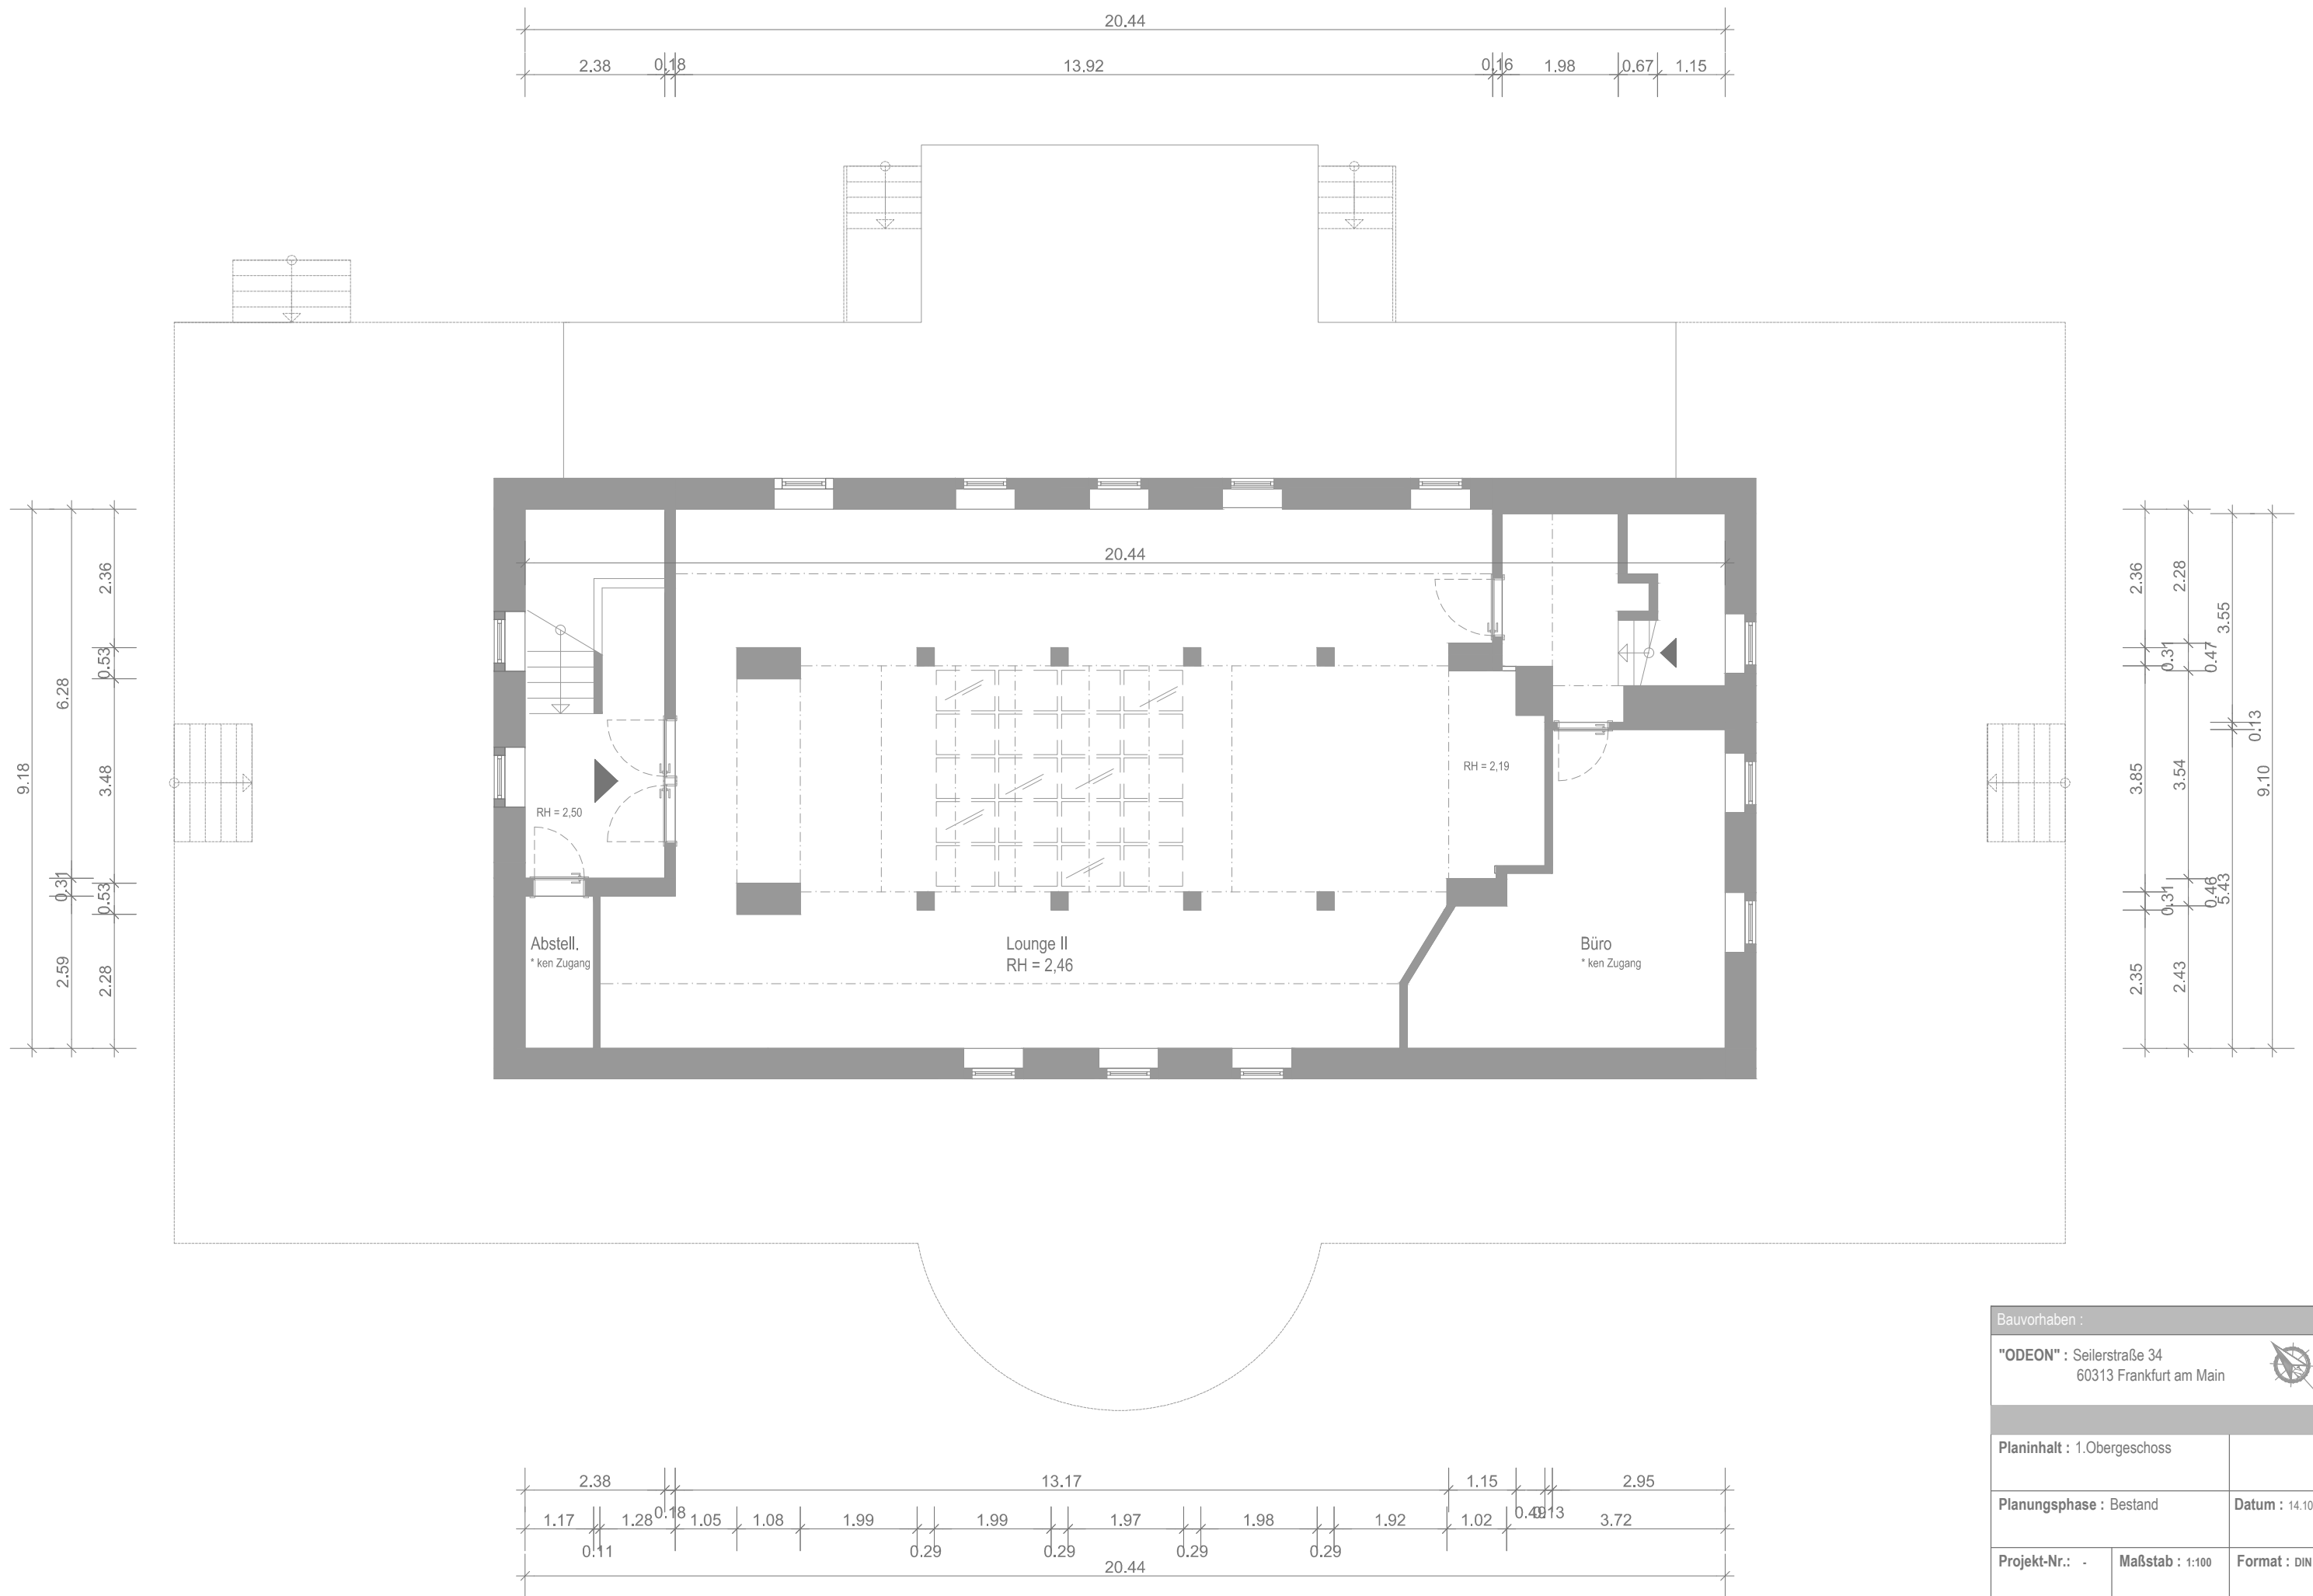 20.44
2.38 0.18 13.92 0.16 1.98 0.67 1.15
20.44
9.18
6.28
0.31
2.59
2.36
0.53
3.48
0.53
2.28
2.36
0.31
3.85
0.31
2.35
2.28
0.47
3.54
0.46
2.43
3.55
0.13
5.43
9.10
RH = 2,50
RH = 2,19
Abstell.
* ken Zugang
Lounge II
RH = 2,46
Büro
* ken Zugang
2.38 0.18 13.17 1.15 0.49 0.13 2.95
1.17 0.11 1.28 1.05 1.08 1.99 0.29 1.99 0.29 1.97 0.29 1.98 0.29 1.92 1.02 3.72
20.44
Bauvorhaben :
"ODEON" : Seilerstraße 34
60313 Frankfurt am Main
Planinhalt : 1.Obergeschoss
Planungsphase : Bestand Datum : 14.10
Projekt-Nr.: - Maßstab : 1:100 Format : DIN